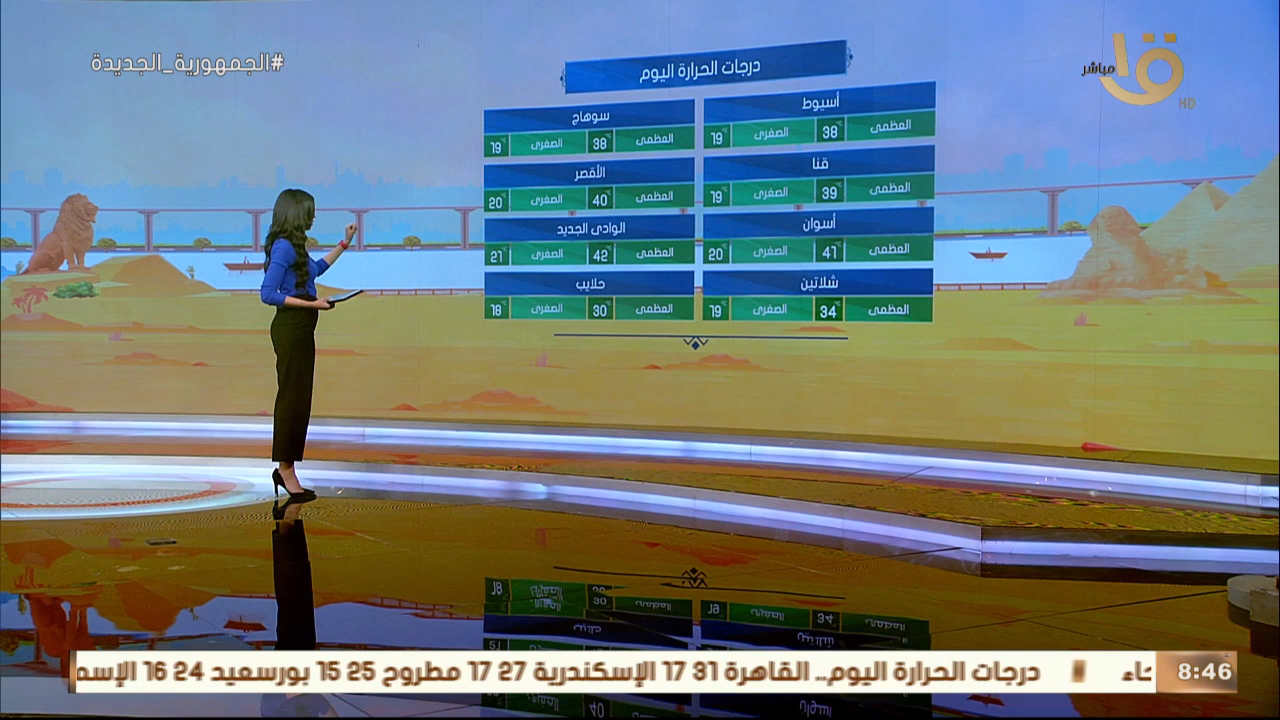 #الجمهورية_الجديدة
مباشر
HD
درجات الحرارة اليوم
أسيوط
العظمى 38 الصغرى 19
سوهاج
العظمى 38 الصغرى 19
قنا
العظمى 39 الصغرى 19
الأقصر
العظمى 40 الصغرى 20
أسوان
العظمى 41 الصغرى 20
الوادى الجديد
العظمى 42 الصغرى 21
شلاتين
العظمى 34 الصغرى 19
حلايب
العظمى 30 الصغرى 18
8:46
درجات الحرارة اليوم.. القاهرة 31 17 الإسكندرية 27 17 مطروح 25 15 بورسعيد 24 16